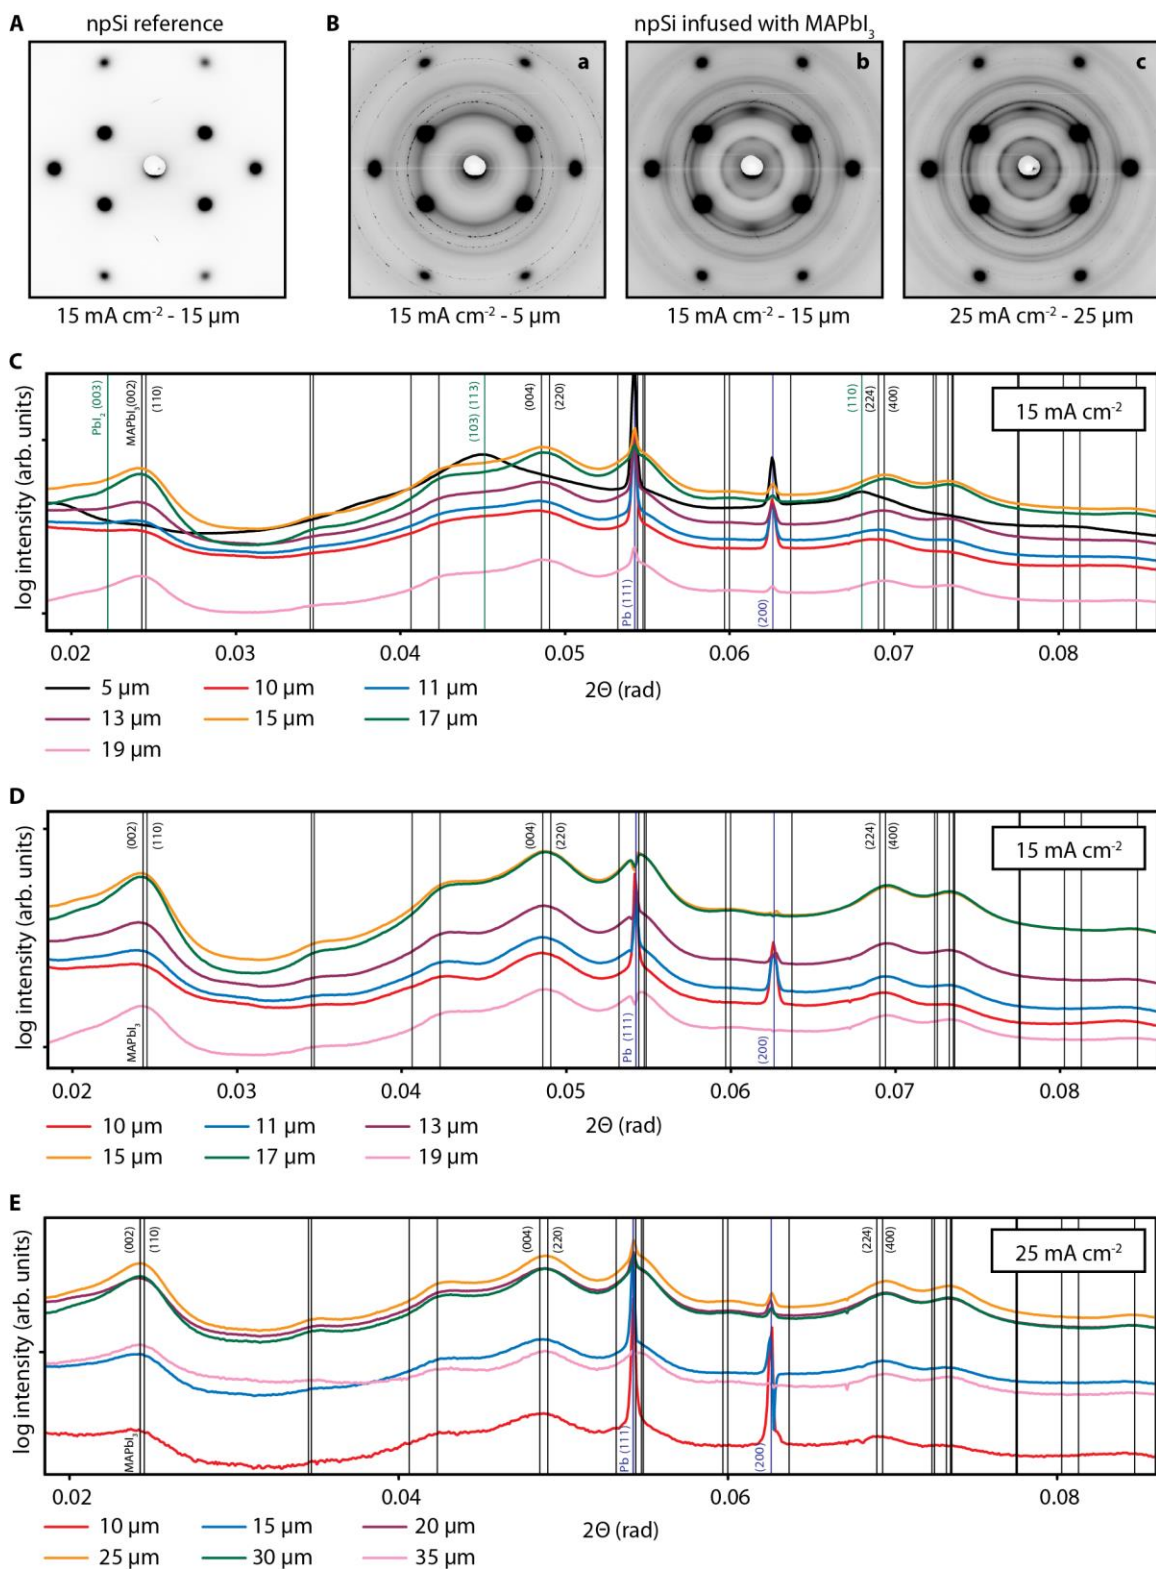 A npSi reference
B npSi infused with MAPbI₃
a
b
c
15 mA cm⁻² - 15 µm
15 mA cm⁻² - 5 µm
15 mA cm⁻² - 15 µm
25 mA cm⁻² - 25 µm
C
log intensity (arb. units)
PbI₂ (003)
MAPbI₃(002)
(110)
(103) (113)
(004)
(220)
Pb (111)
(200)
(110)
(224)
(400)
15 mA cm⁻²
0.02 0.03 0.04 0.05 0.06 0.07 0.08
2Θ (rad)
5 µm 10 µm 11 µm
13 µm 15 µm 17 µm
19 µm
D
log intensity (arb. units)
(002)
(110)
MAPbI₃
(004)
(220)
Pb (111)
(200)
(224)
(400)
15 mA cm⁻²
0.02 0.03 0.04 0.05 0.06 0.07 0.08
2Θ (rad)
10 µm 11 µm 13 µm
15 µm 17 µm 19 µm
E
log intensity (arb. units)
(002)
(110)
MAPbI₃
(004)
(220)
Pb (111)
(200)
(224)
(400)
25 mA cm⁻²
0.02 0.04 0.06 0.08
2Θ (rad)
10 µm 15 µm 20 µm
25 µm 30 µm 35 µm